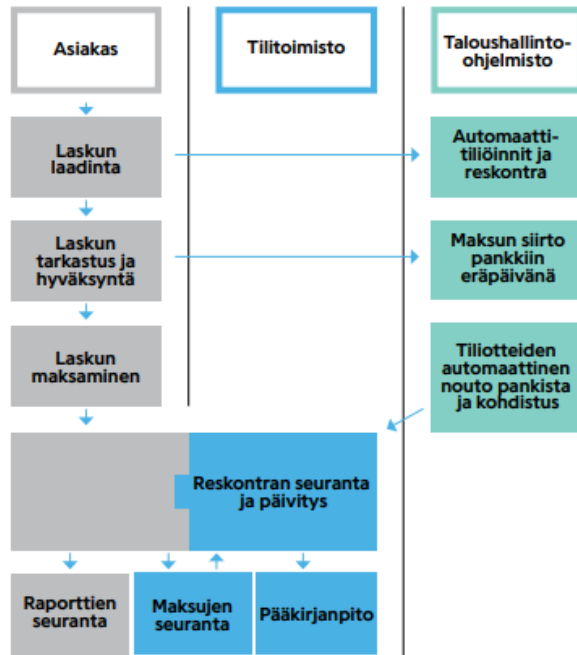 Asiakas
Tilitoimisto
Taloushallinto-
ohjelmisto
Laskun
laadinta
Automaatti-
tiliöinnit ja
reskontra
Laskun
tarkastus ja
hyväksyntä
Maksun siirto
pankkiin
eräpäivänä
Laskun
maksaminen
Tiliotteiden
automaattinen
nouto pankista
ja kohdistus
Reskontran seuranta
ja päivitys
Raporttien
seuranta
Maksujen
seuranta
Pääkirjanpito